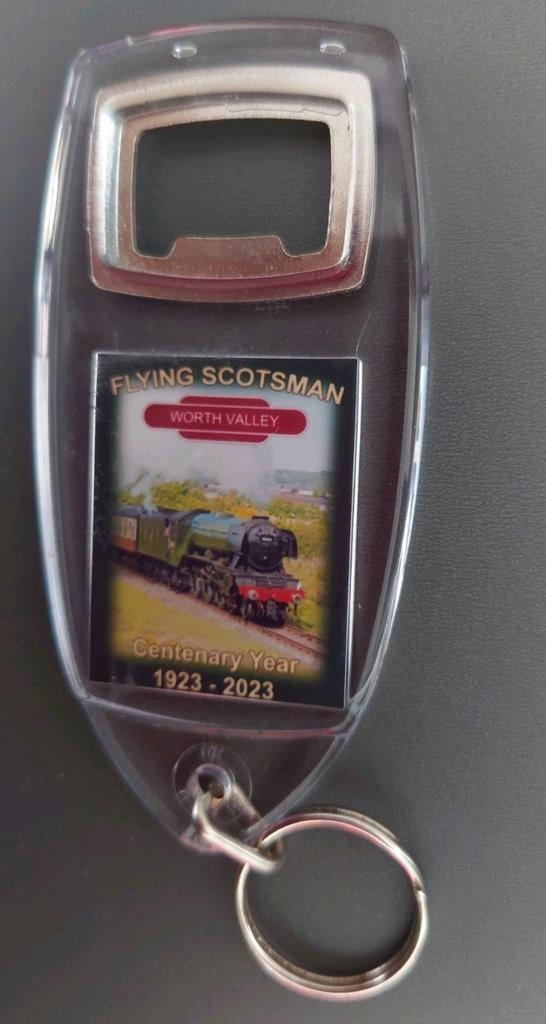 FLYING SCOTSMAN
WORTH VALLEY
Centenary Year
1923 - 2023